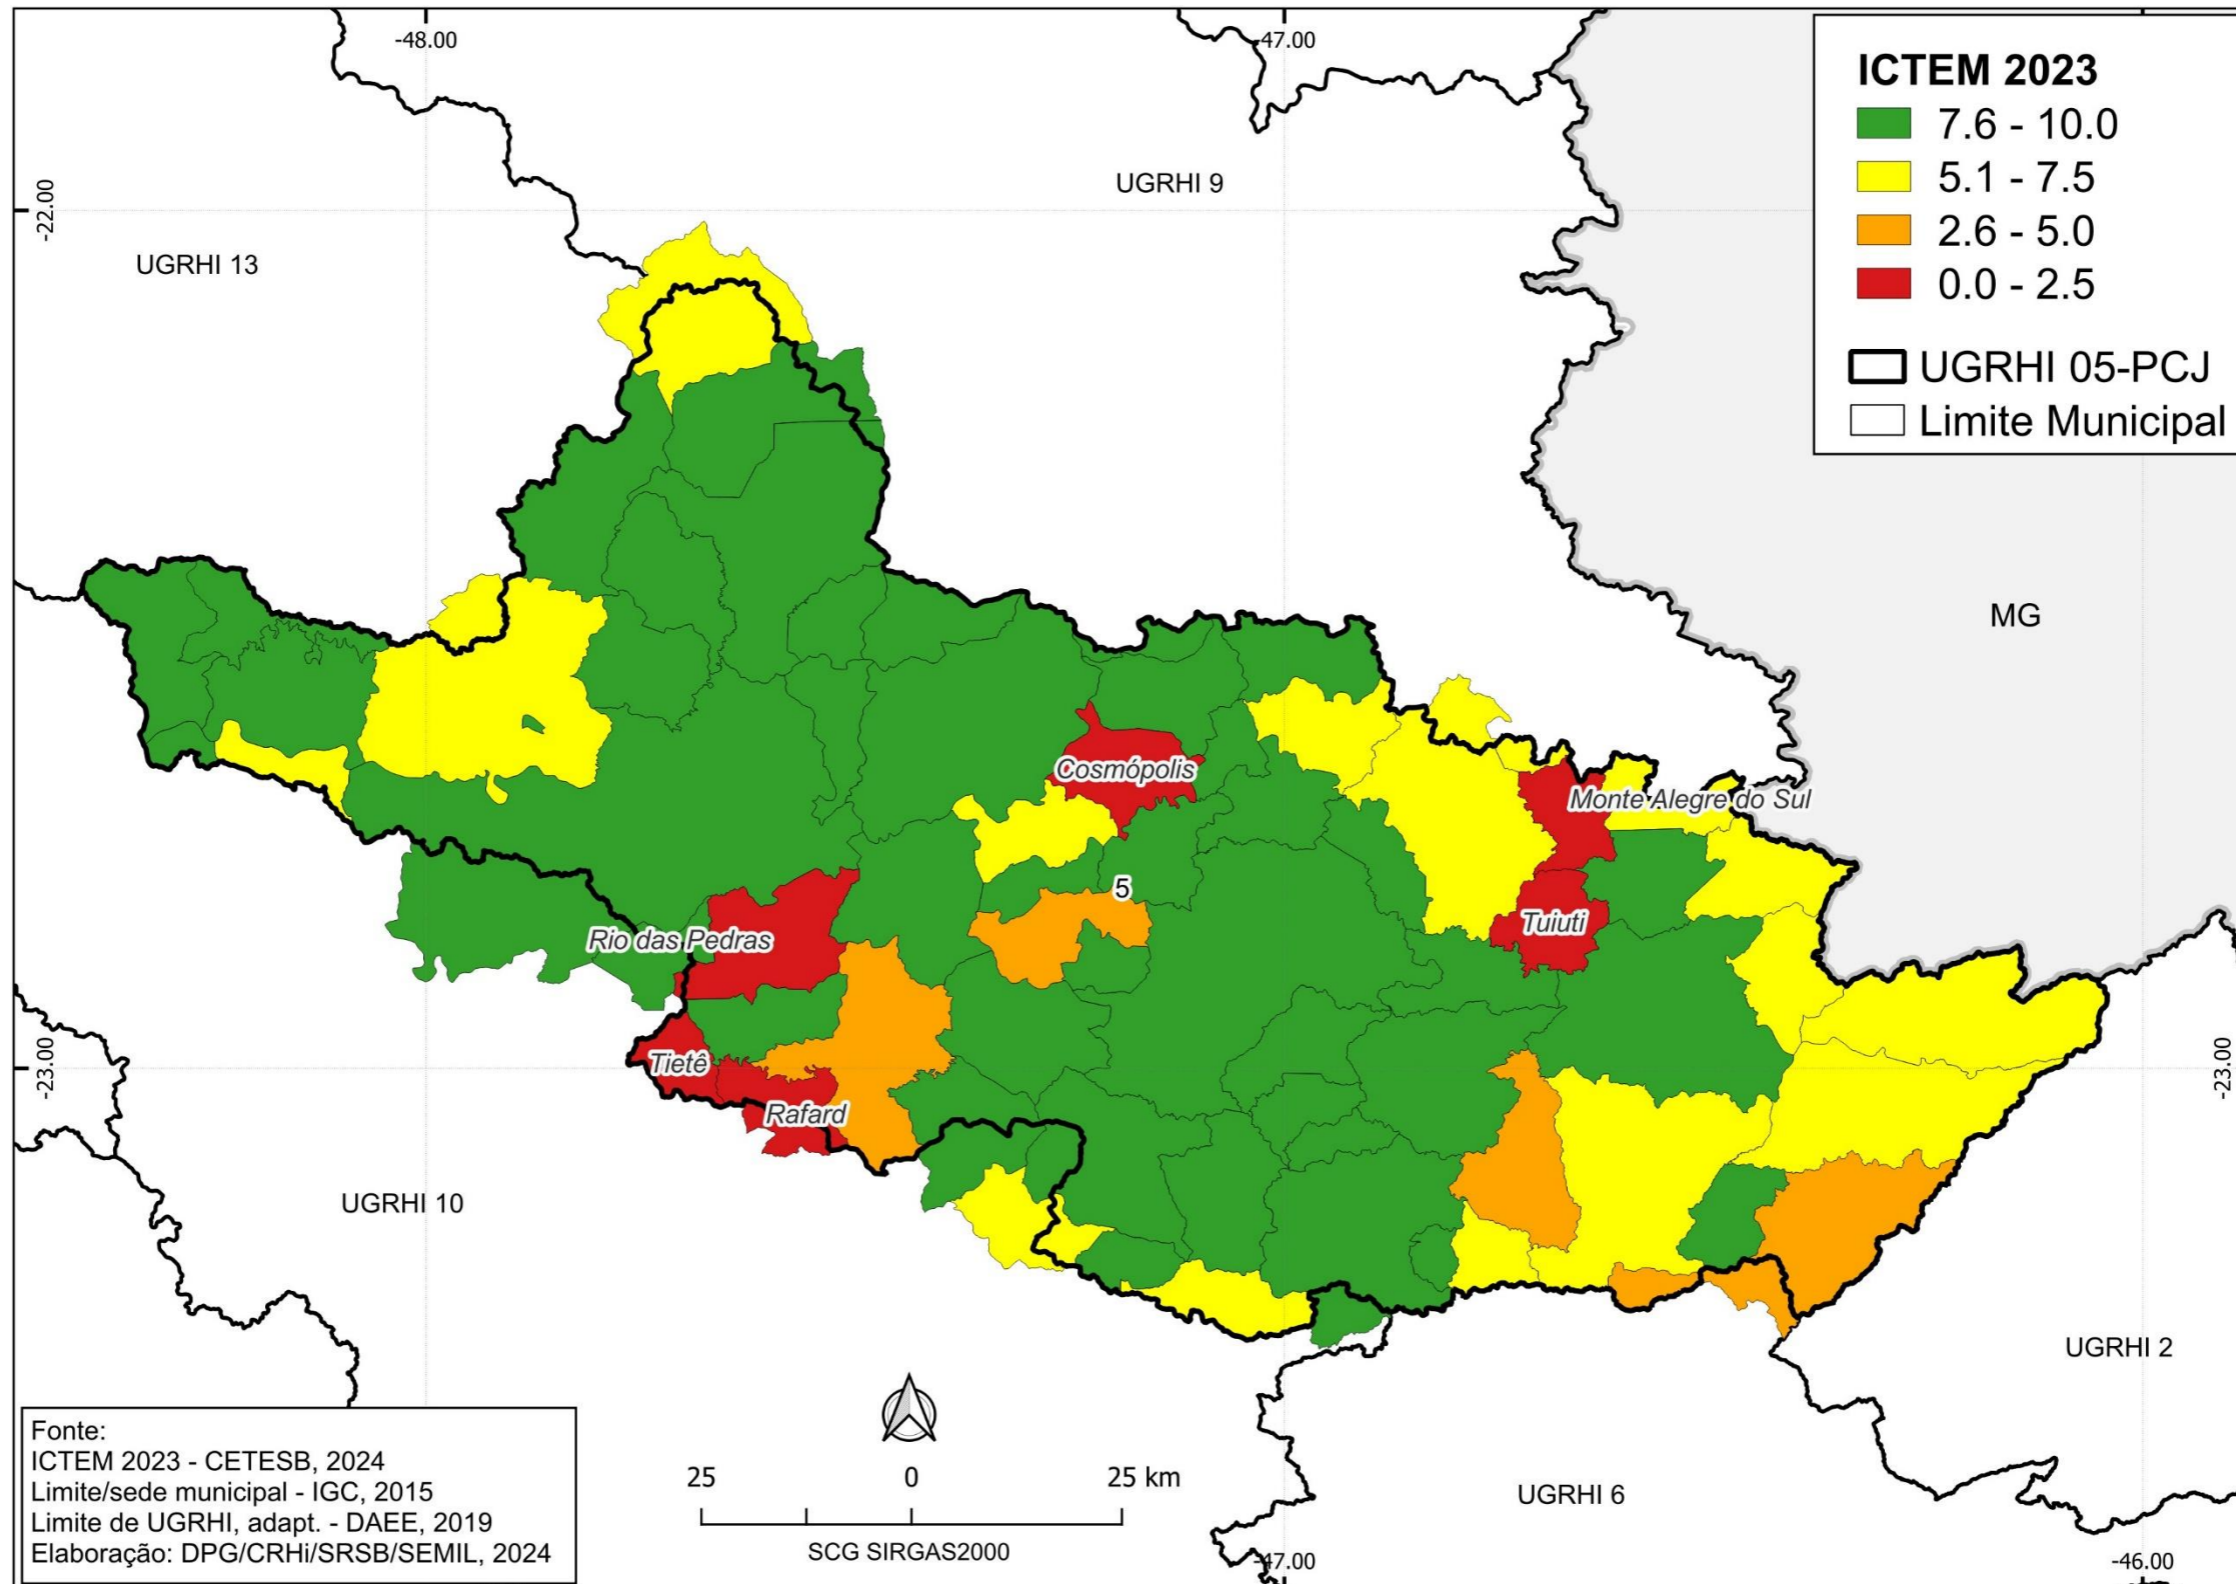 -48.00
-47.00
ICTEM 2023
7.6 - 10.0
5.1 - 7.5
2.6 - 5.0
0.0 - 2.5
UGRHI 05-PCJ
Limite Municipal
-22.00
UGRHI 9
UGRHI 13
MG
Cosmópolis
Monte Alegre do Sul
5
Tuiuti
Rio das Pedras
Tietê
-23.00
-23.00
Rafard
UGRHI 10
UGRHI 2
Fonte:
ICTEM 2023 - CETESB, 2024
Limite/sede municipal - IGC, 2015
Limite de UGRHI, adapt. - DAEE, 2019
Elaboração: DPG/CRHi/SRSB/SEMIL, 2024
25 0 25 km
SCG SIRGAS2000
UGRHI 6
-47.00
-46.00